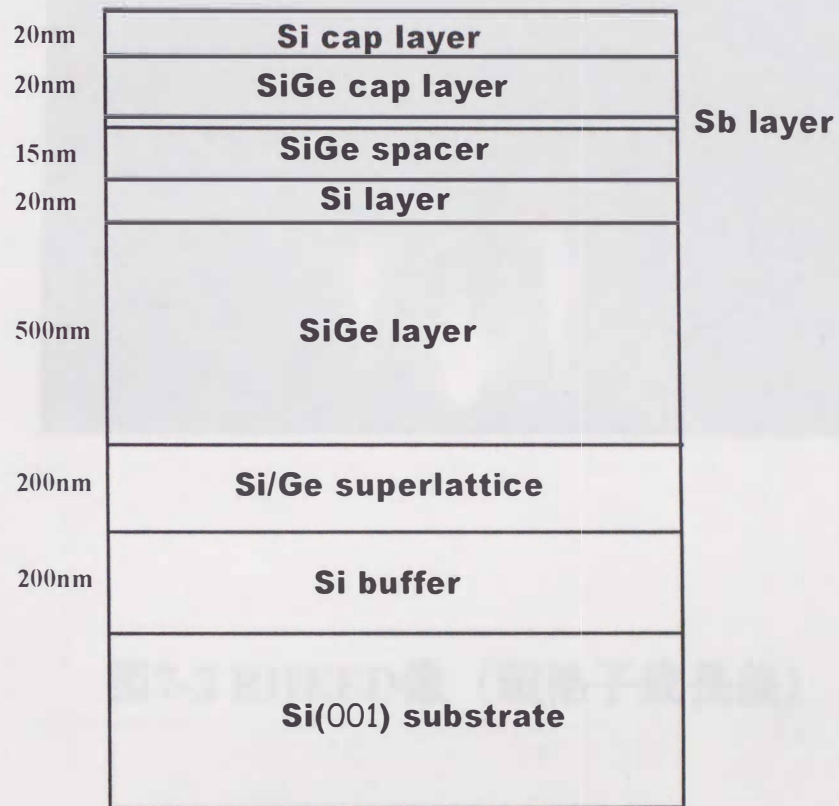 20nm Si cap layer
20nm SiGe cap layer
Sb layer
15nm SiGe spacer
20nm Si layer
500nm SiGe layer
200nm Si/Ge superlattice
200nm Si buffer
Si(001) substrate